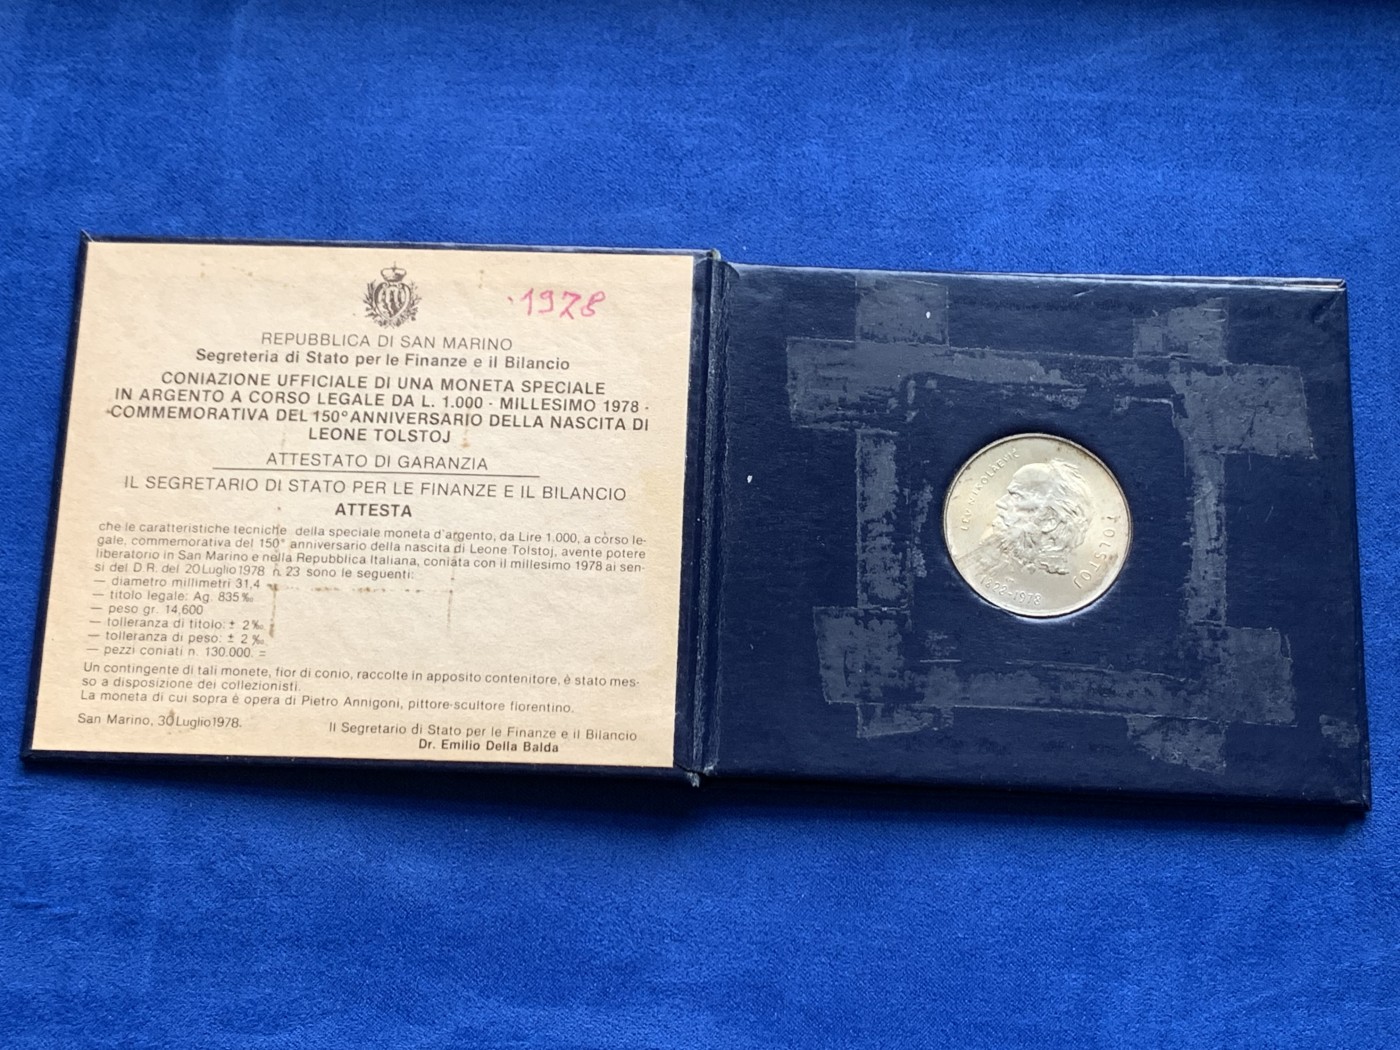 1978
REPUBBLICA DI SAN MARINO
Segreteria di Stato per le Finanze e il Bilancio
CONIAZIONE UFFICIALE DI UNA MONETA SPECIALE
IN ARGENTO A CORSO LEGALE DA L. 1.000 - MILLESIMO 1978 -
COMMEMORATIVA DEL 150° ANNIVERSARIO DELLA NASCITA DI
LEONE TOLSTOJ
ATTESTATO DI GARANZIA
IL SEGRETARIO DI STATO PER LE FINANZE E IL BILANCIO
ATTESTA
che le caratteristiche tecniche della speciale moneta d'argento, da Lire 1.000, a corso le-
gale, commemorativa del 150° anniversario della nascita di Leone Tolstoj, avente potere
liberatorio in San Marino e nella Repubblica Italiana, coniata con il millesimo 1978 ai sen-
si del D.R. del 20 Luglio 1978 n. 23 sono le seguenti:
— diametro millimetri 31,4
— titolo legale: Ag. 835‰
— peso gr. 14,600
— tolleranza di titolo: ± 2‰
— tolleranza di peso: ± 2‰
— pezzi coniati n. 130.000. =
Un contingente di tali monete, fior di conio, raccolte in apposito contenitore, è stato mes-
so a disposizione dei collezionisti.
La moneta di cui sopra è opera di Pietro Annigoni, pittore-scultore fiorentino.
San Marino, 30 Luglio 1978.
Il Segretario di Stato per le Finanze e il Bilancio
Dr. Emilio Della Balda
LEV NIKOLAEVIČ
TOLSTOJ
1828-1978